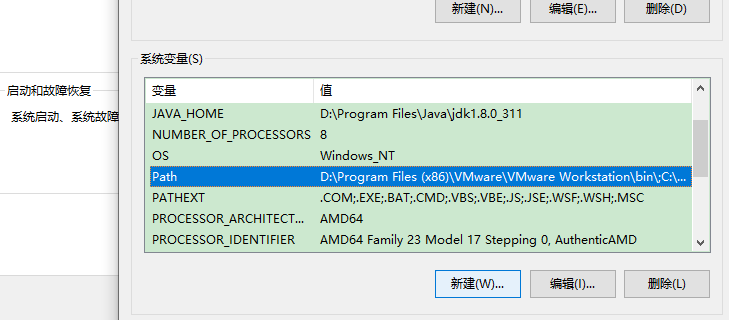 新建(N)... 编辑(E)... 删除(D)
系统变量(S)
启动和故障恢复
系统启动、系统故障
变量 值
JAVA_HOME D:\Program Files\Java\jdk1.8.0_311
NUMBER_OF_PROCESSORS 8
OS Windows_NT
Path D:\Program Files (x86)\VMware\VMware Workstation\bin\;C:\...
PATHEXT .COM;.EXE;.BAT;.CMD;.VBS;.VBE;.JS;.JSE;.WSF;.WSH;.MSC
PROCESSOR_ARCHITECT... AMD64
PROCESSOR_IDENTIFIER AMD64 Family 23 Model 17 Stepping 0, AuthenticAMD
新建(W)... 编辑(I)... 删除(L)